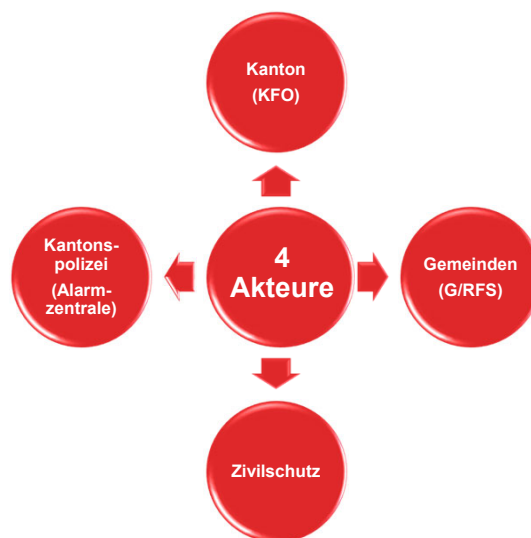 Kanton
(KFO)
Kantons-
polizei
(Alarm-
zentrale)
4
Akteure
Gemeinden
(G/RFS)
Zivilschutz